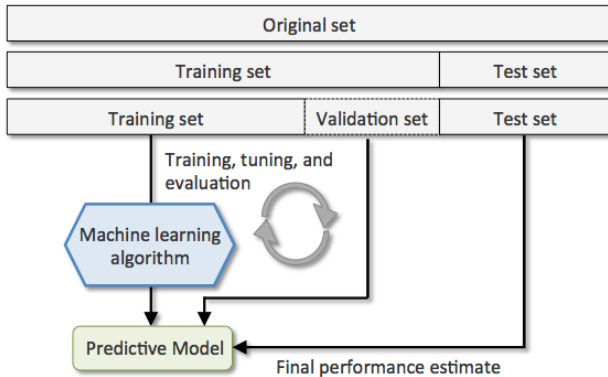 Original set
Training set Test set
Training set Validation set Test set
Training, tuning, and
evaluation
Machine learning
algorithm
Predictive Model
Final performance estimate